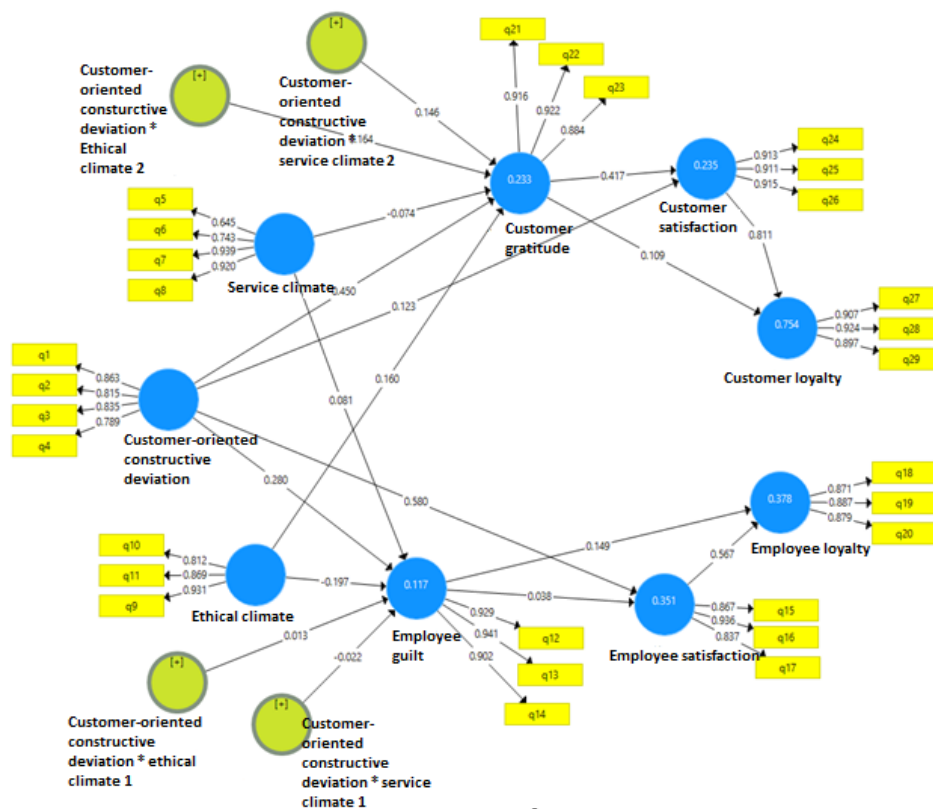 [+]
[+]
Customer-
oriented
consturctive
deviation *
Ethical
climate 2
Customer-
oriented
constructive
deviation *
service climate 2
0.146
q21
q22
q23
0.916
0.922
0.884
0.233
Customer
gratitude
0.417
0.235
Customer
satisfaction
0.913
0.911
0.915
q24
q25
q26
q5
q6
q7
q8
0.645
0.743
0.939
0.920
Service climate
-0.074
0.450
0.123
0.109
0.811
0.754
Customer loyalty
0.907
0.924
0.897
q27
q28
q29
q1
q2
q3
q4
0.863
0.815
0.835
0.789
Customer-oriented
constructive
deviation
0.160
0.081
0.280
0.580
q10
q11
q9
0.812
0.869
0.931
Ethical climate
-0.197
0.117
Employee
guilt
0.929
0.941
0.902
q12
q13
q14
0.149
0.038
0.378
Employee loyalty
0.871
0.887
0.879
q18
q19
q20
0.567
0.351
Employee satisfaction
0.867
0.936
0.837
q15
q16
q17
0.013
-0.022
[+]
Customer-oriented
constructive
deviation * ethical
climate 1
[+]
Customer-
oriented
constructive
deviation * service
climate 1